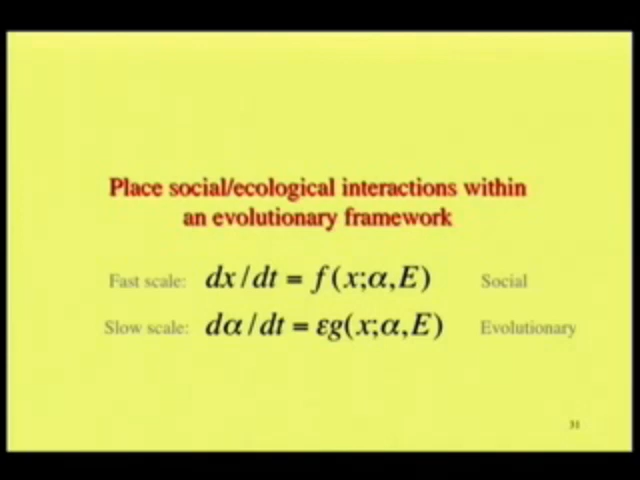 Place social/ecological interactions within
an evolutionary framework
Fast scale: dx/dt = f(x;α,E) Social
Slow scale: dα/dt = εg(x;α,E) Evolutionary
31